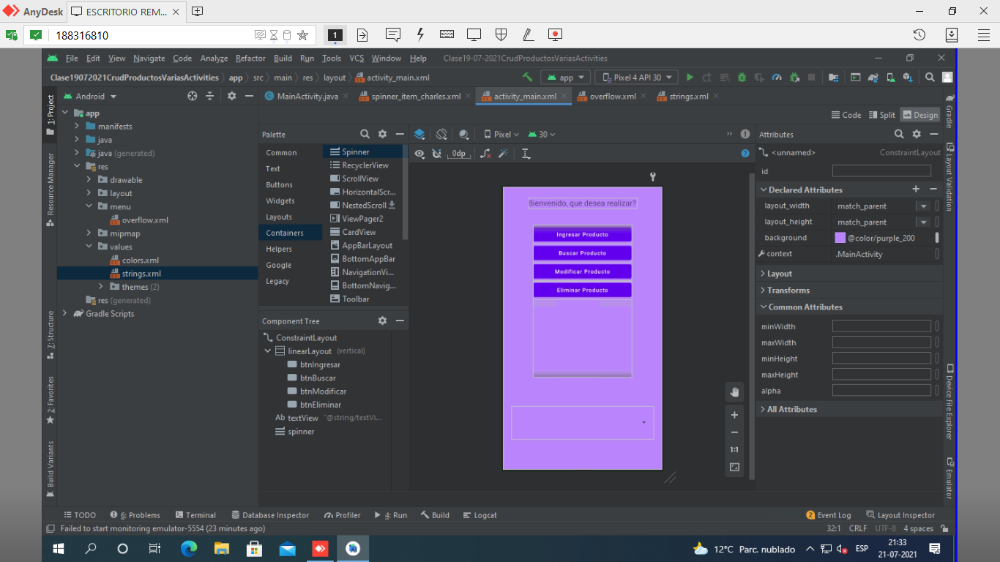 AnyDesk
ESCRITORIO REM...
188316810
1
File Edit View Navigate Code Analyze Refactor Build Run Tools VCS Window Help Clase19-07-2021CrudProductosVariasActivities
Clase19072021CrudProductosVariasActivities app src main res layout activity_main.xml
app Pixel 4 API 30
Android
MainActivity.java spinner_item_charles.xml activity_main.xml overflow.xml strings.xml
Code Split Design
1: Project
Resource Manager
Z: Structure
2: Favorites
Build Variants
app
manifests
java
java (generated)
res
drawable
layout
menu
overflow.xml
mipmap
values
colors.xml
strings.xml
themes (2)
res (generated)
Gradle Scripts
Palette
Common
Text
Buttons
Widgets
Layouts
Containers
Helpers
Google
Legacy
Spinner
RecyclerView
ScrollView
HorizontalScr...
NestedScroll
ViewPager2
CardView
AppBarLayout
BottomAppBar
NavigationVi...
BottomNavig...
Toolbar
Component Tree
ConstraintLayout
linearLayout (vertical)
btnIngresar
btnBuscar
btnModificar
btnEliminar
Ab textView "@string/textVi...
spinner
Pixel 30
0dp
Bienvenido, que desea realizar?
Ingresar Producto
Buscar Producto
Modificar Producto
Eliminar Producto
1:1
Attributes
<unnamed> ConstraintLayout
id
Declared Attributes
layout_width match_parent
layout_height match_parent
background @color/purple_200
context .MainActivity
Layout
Transforms
Common Attributes
minWidth
maxWidth
minHeight
maxHeight
alpha
All Attributes
Gradle
Layout Validation
Device File Explorer
Emulator
TODO 6: Problems Terminal Database Inspector Profiler 4: Run Build Logcat 2 Event Log Layout Inspector
Failed to start monitoring emulator-5554 (23 minutes ago) 32:1 CRLF UTF-8 4 spaces
12°C Parc. nublado ESP
21:33
21-07-2021